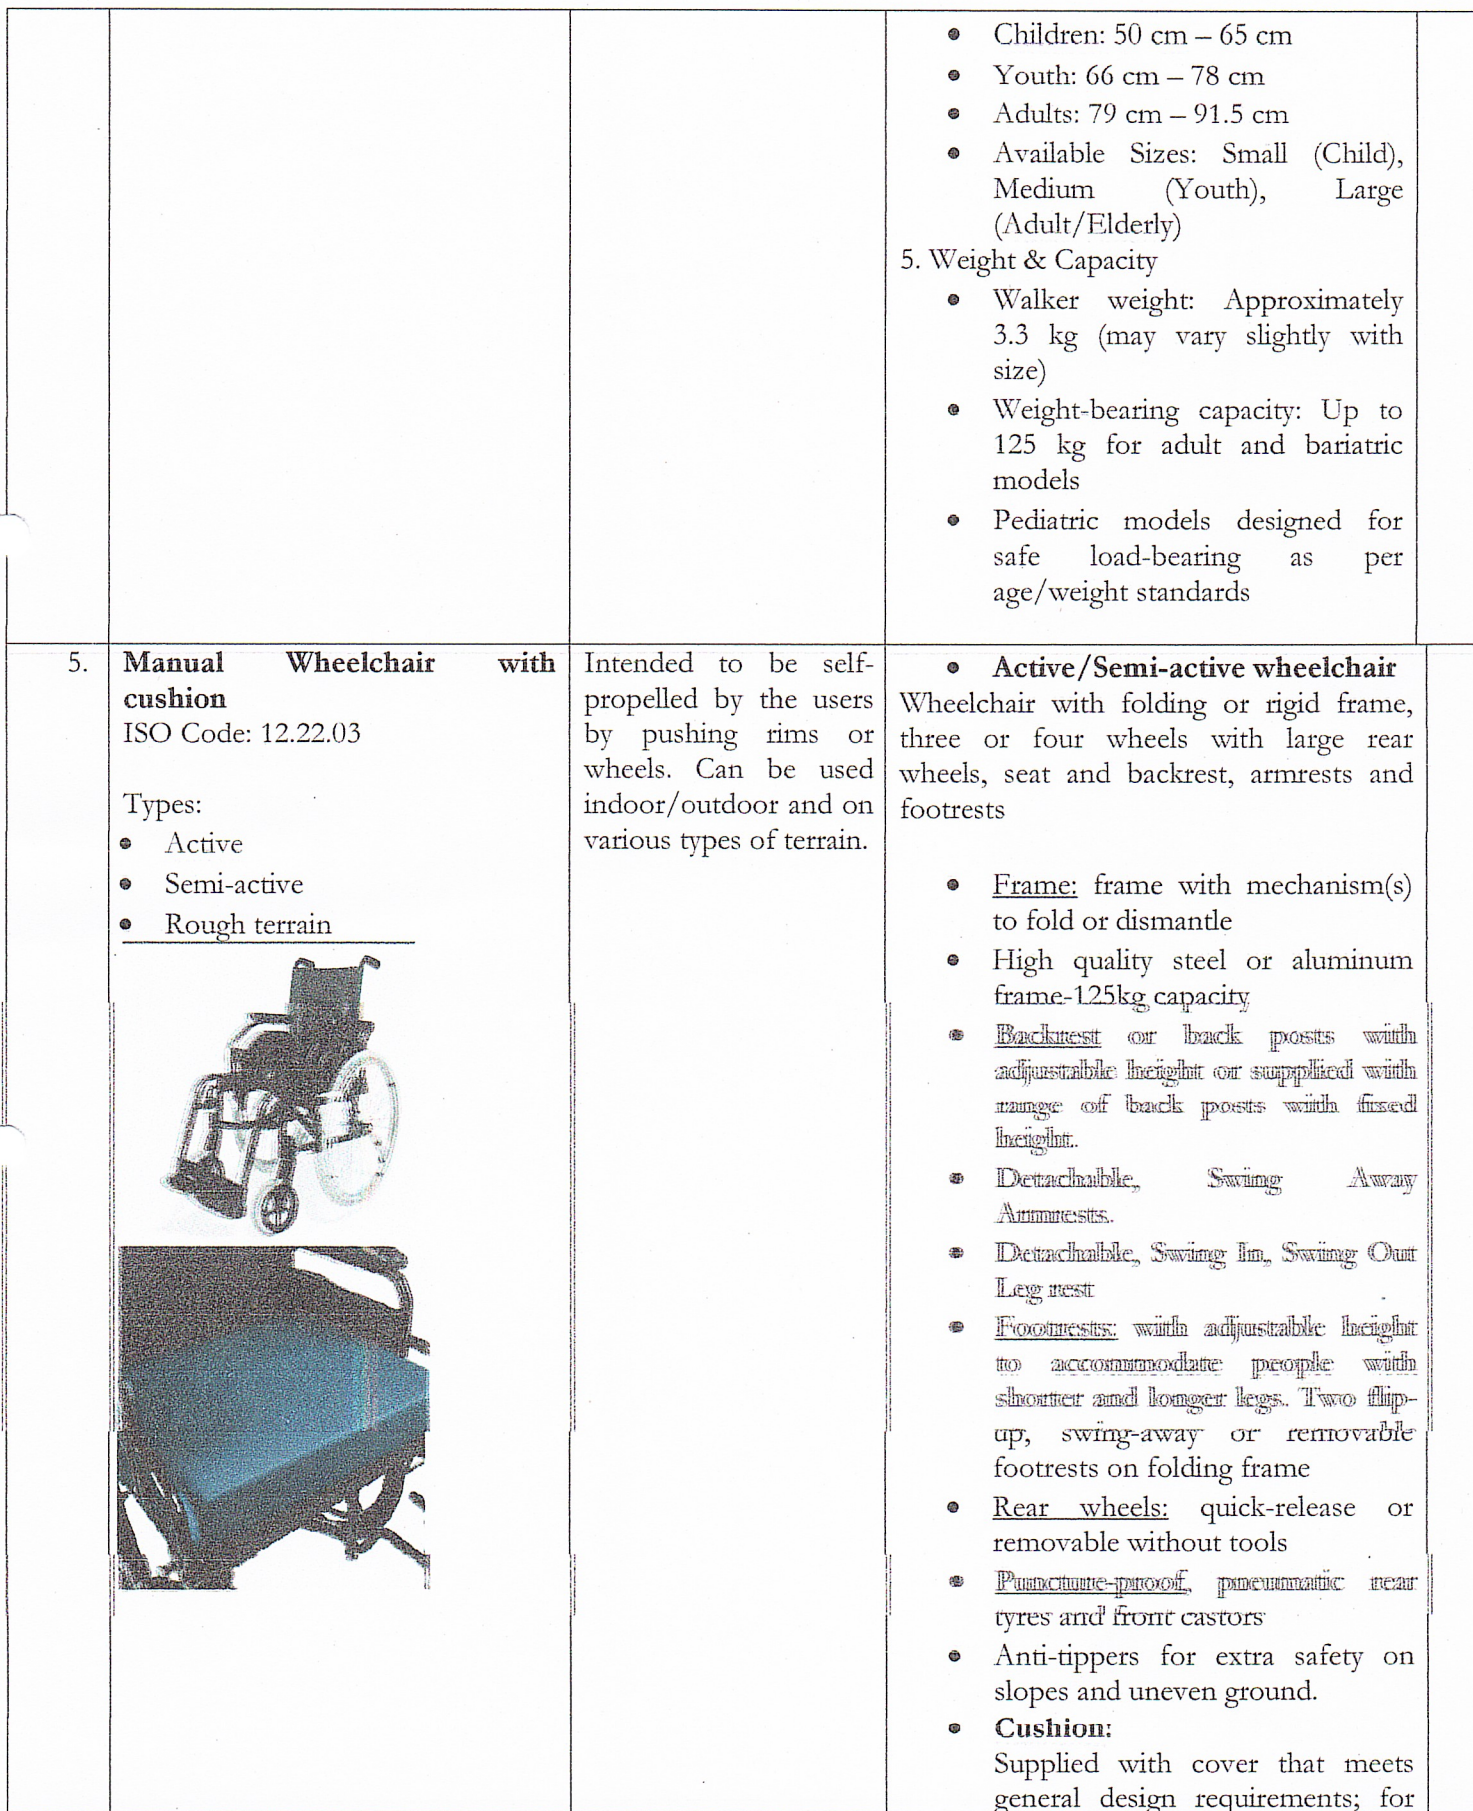 Children: 50 cm – 65 cm
Youth: 66 cm – 78 cm
Adults: 79 cm – 91.5 cm
Available Sizes: Small (Child),
Medium (Youth), Large
(Adult/Elderly)
5. Weight & Capacity
Walker weight: Approximately
3.3 kg (may vary slightly with
size)
Weight-bearing capacity: Up to
125 kg for adult and bariatric
models
Pediatric models designed for
safe load-bearing as per
age/weight standards
5.
Manual Wheelchair with
cushion
ISO Code: 12.22.03
Types:
Active
Semi-active
Rough terrain
Intended to be self-
propelled by the users
by pushing rims or
wheels. Can be used
indoor/outdoor and on
various types of terrain.
Active/Semi-active wheelchair
Wheelchair with folding or rigid frame,
three or four wheels with large rear
wheels, seat and backrest, armrests and
footrests
Frame: frame with mechanism(s)
to fold or dismantle
High quality steel or aluminum
frame-125kg capacity
Backrest or back posts with
adjustable height or supplied with
range of back posts with fixed
height.
Detachable, Swing Away
Armrests.
Detachable, Swing In, Swing Out
Leg rest
Footrests: with adjustable height
to accommodate people with
shorter and longer legs. Two flip-
up, swing-away or removable
footrests on folding frame
Rear wheels: quick-release or
removable without tools
Puncture-proof, pneumatic rear
tyres and front castors
Anti-tippers for extra safety on
slopes and uneven ground.
Cushion:
Supplied with cover that meets
general design requirements; for